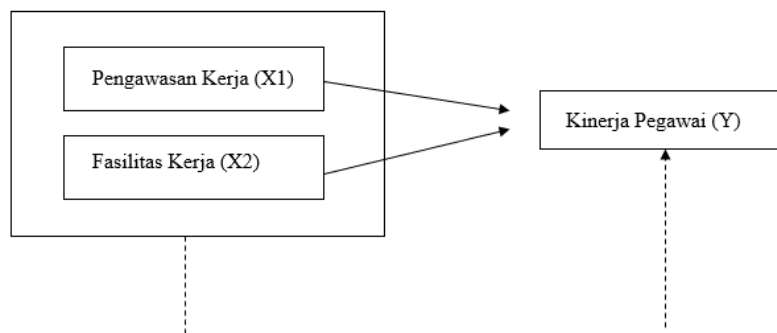 Pengawasan Kerja (X1)
Kinerja Pegawai (Y)
Fasilitas Kerja (X2)